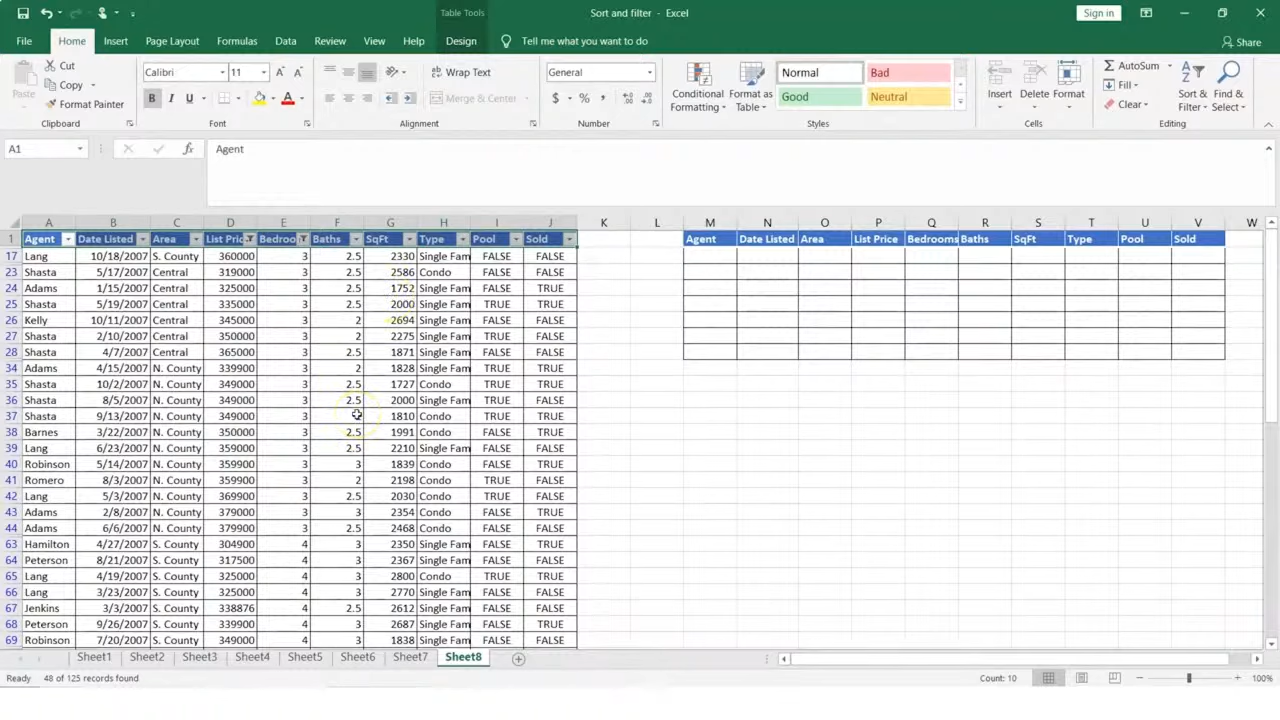 Table Tools
Sort and filter - Excel
Sign in
File Home Insert Page Layout Formulas Data Review View Help Design Tell me what you want to do Share
Paste
Cut
Copy
Format Painter
Clipboard
Calibri 11
B I U
Font
Wrap Text
Merge & Center
Alignment
General
$ % ,
Number
Conditional Formatting
Format as Table
Normal Bad
Good Neutral
Styles
Insert Delete Format
Cells
AutoSum
Fill
Clear
Sort & Filter
Find & Select
Editing
A1 fx Agent
A B C D E F G H I J K L M N O P Q R S T U V W
1 Agent Date Listed Area List Pric Bedroo Baths SqFt Type Pool Sold Agent Date Listed Area List Price Bedrooms Baths SqFt Type Pool Sold
17 Lang 10/18/2007 S. County 360000 3 2.5 2330 Single Fam FALSE FALSE
23 Shasta 10/2/2007 Central 319000 3 2.5 2586 Condo FALSE FALSE
24 Adams 1/15/2007 Central 325000 3 2.5 1752 Single Fam FALSE TRUE
25 Shasta 5/19/2007 Central 335000 3 2.5 2000 Single Fam TRUE TRUE
26 Kelly 10/11/2007 Central 345000 3 2 2694 Single Fam FALSE FALSE
27 Shasta 2/10/2007 Central 350000 3 2 2275 Single Fam TRUE FALSE
28 Shasta 4/7/2007 Central 365000 3 2.5 1871 Single Fam FALSE FALSE
34 Adams 4/15/2007 N. County 339900 3 2 1828 Single Fam TRUE TRUE
35 Shasta 10/2/2007 N. County 349000 3 2.5 1727 Condo TRUE FALSE
36 Shasta 8/5/2007 N. County 349000 3 2.5 2000 Single Fam TRUE TRUE
37 Shasta 9/13/2007 N. County 349000 3 1810 Condo TRUE TRUE
38 Barnes 3/22/2007 N. County 350000 3 2.5 1991 Condo FALSE TRUE
39 Lang 6/23/2007 N. County 359000 3 2.5 2210 Single Fam FALSE FALSE
40 Robinson 5/14/2007 N. County 359900 3 3 1839 Condo FALSE TRUE
41 Romero 8/3/2007 N. County 359900 3 2 2198 Condo TRUE FALSE
42 Lang 5/3/2007 N. County 369900 3 2.5 2030 Condo TRUE FALSE
43 Adams 2/8/2007 N. County 379000 3 3 2354 Condo FALSE TRUE
44 Adams 6/6/2007 N. County 379900 3 2.5 2468 Condo FALSE FALSE
63 Hamilton 4/27/2007 S. County 304900 4 3 2350 Single Fam FALSE TRUE
64 Peterson 8/21/2007 S. County 317500 4 3 2367 Single Fam FALSE FALSE
65 Lang 4/19/2007 S. County 325000 4 3 2800 Condo TRUE TRUE
66 Lang 3/23/2007 S. County 325000 4 3 2770 Single Fam FALSE FALSE
67 Jenkins 3/3/2007 S. County 338876 4 2.5 2612 Single Fam FALSE FALSE
68 Peterson 9/26/2007 S. County 339900 4 3 2687 Single Fam FALSE TRUE
69 Robinson 7/20/2007 S. County 349000 4 3 1838 Single Fam FALSE FALSE
Sheet1 Sheet2 Sheet3 Sheet4 Sheet5 Sheet6 Sheet7 Sheet8
Ready 48 of 125 records found Count: 10 100%